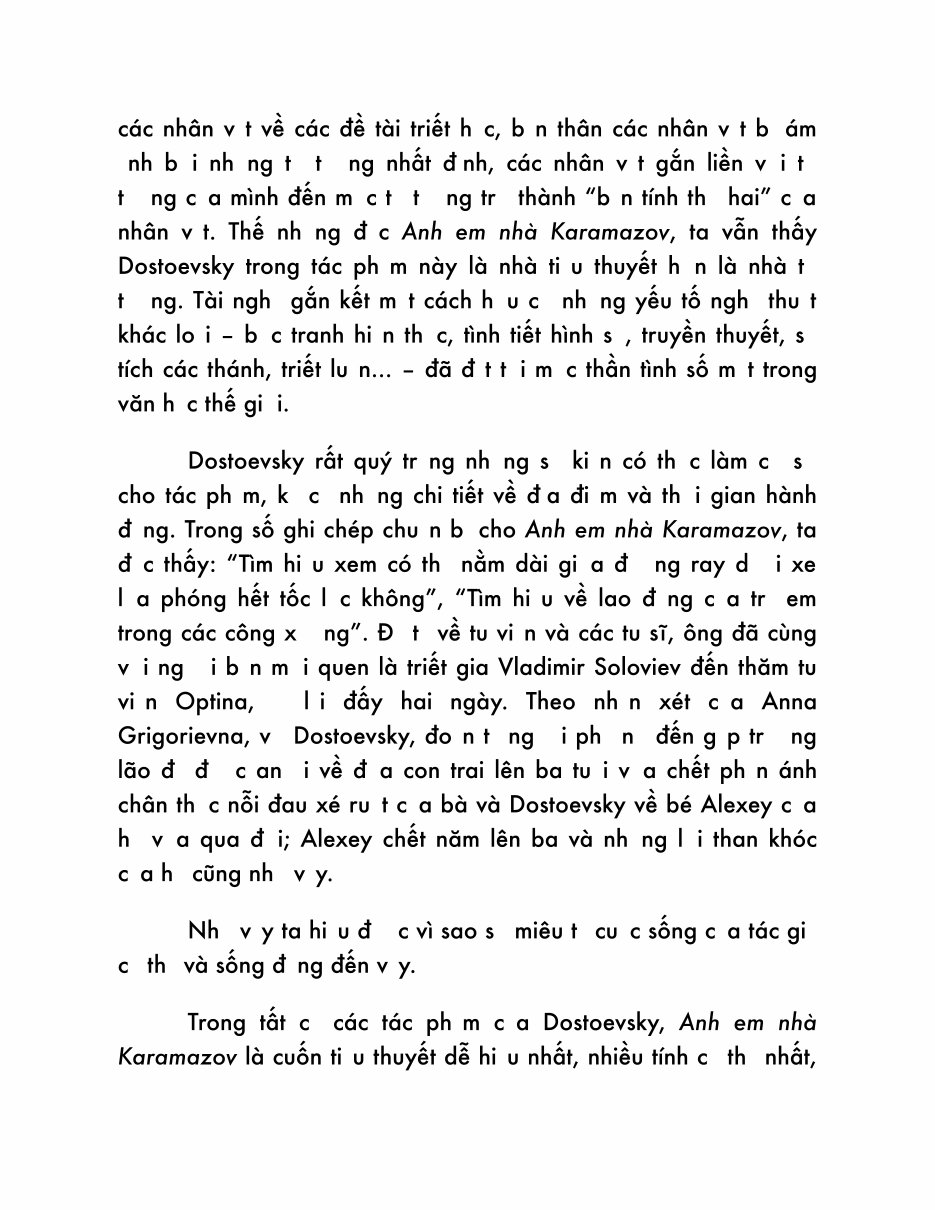 các nhân v t về các đề tài triết h c, b n thân các nhân v t b ám
nh b i nh ng t t ng nhất đ nh, các nhân v t gắn liền v i t
t ng c a mình đến m c t t ng tr thành “b n tính th hai” c a
nhân v t. Thế nh ng đ c Anh em nhà Karamazov, ta vẫn thấy
Dostoevsky trong tác ph m này là nhà ti u thuyết h n là nhà t
t ng. Tài ngh gắn kết m t cách h u c nh ng yếu tố ngh thu t
khác lo i – b c tranh hi n th c, tình tiết hình s , truyền thuyết, s
tích các thánh, triết lu n... – đã đ t t i m c thần tình số m t trong
văn h c thế gi i.
Dostoevsky rất quý tr ng nh ng s ki n có th c làm c s
cho tác ph m, k c nh ng chi tiết về đ a đi m và th i gian hành
đ ng. Trong số ghi chép chu n b cho Anh em nhà Karamazov, ta
đ c thấy: “Tìm hi u xem có th nằm dài gi a đ ng ray d i xe
l a phóng hết tốc l c không”, “Tìm hi u về lao đ ng c a tr em
trong các công x ng”. Đ t về tu vi n và các tu sĩ, ông đã cùng
v i ng i b n m i quen là triết gia Vladimir Soloviev đến thăm tu
vi n Optina, l i đấy hai ngày. Theo nh n xét c a Anna
Grigorievna, v Dostoevsky, đo n t ng i ph n đến g p tr ng
lão đ đ c an i về đ a con trai lên ba tu i v a chết ph n ánh
chân th c nỗi đau xé ru t c a bà và Dostoevsky về bé Alexey c a
h v a qua đ i; Alexey chết năm lên ba và nh ng l i than khóc
c a h cũng nh v y.
Nh v y ta hi u đ c vì sao s miêu t cu c sống c a tác gi
c th và sống đ ng đến v y.
Trong tất c các tác ph m c a Dostoevsky, Anh em nhà
Karamazov là cuốn ti u thuyết dễ hi u nhất, nhiều tính c th nhất,